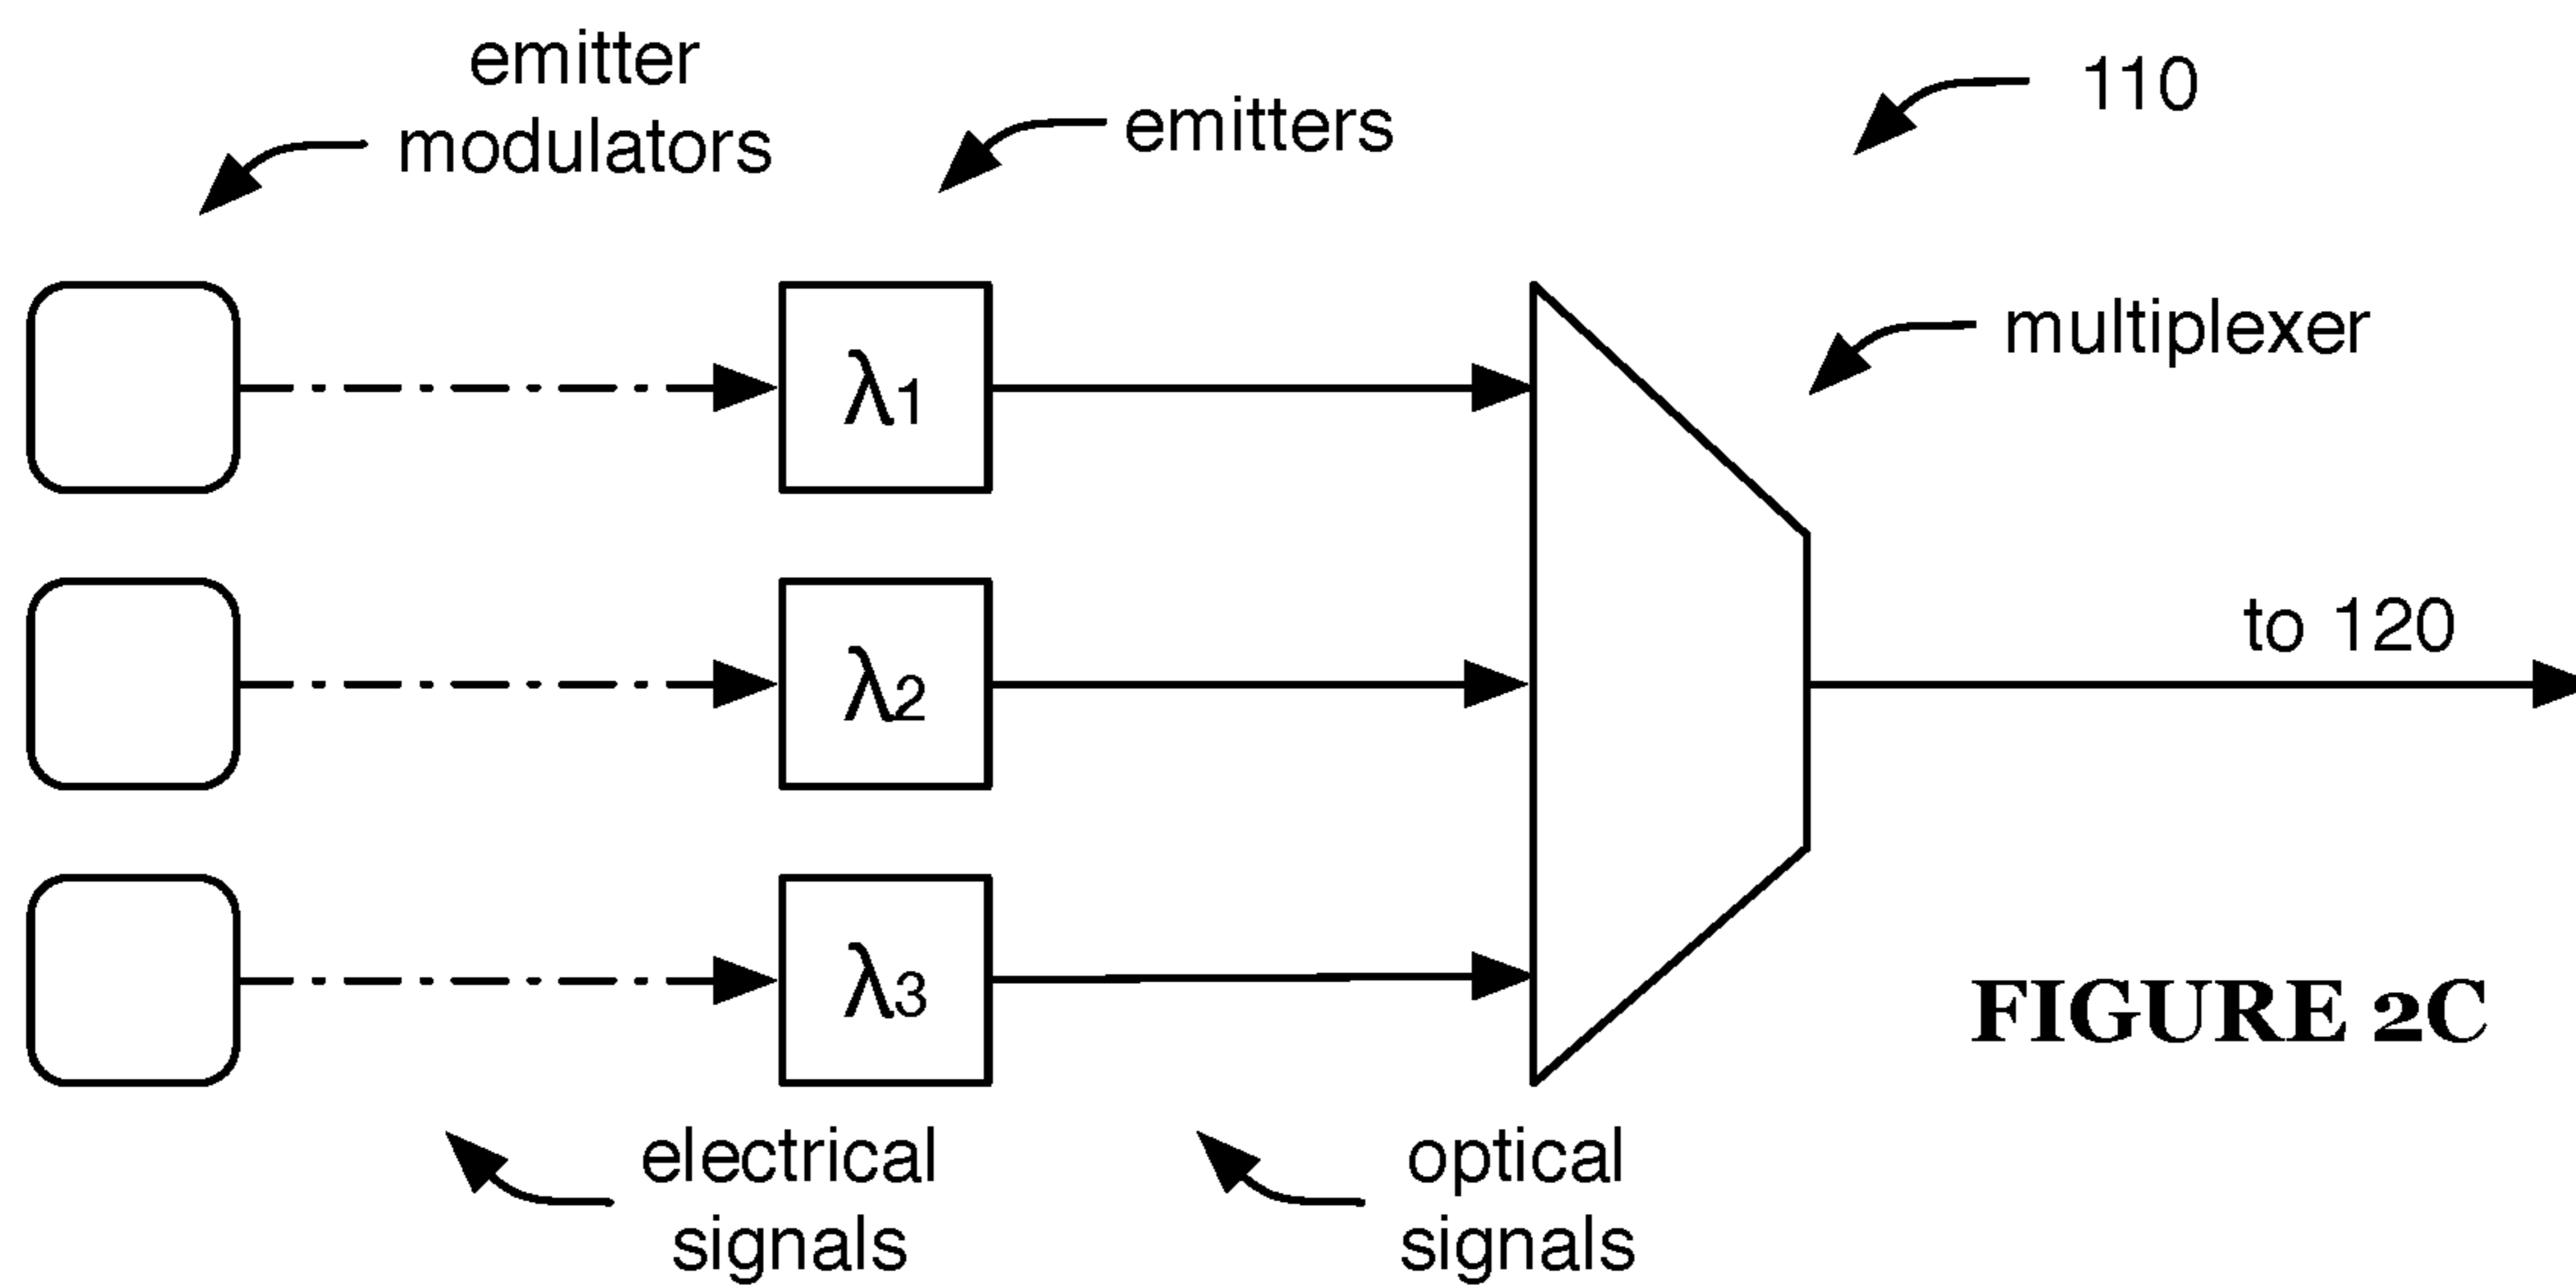 emitter
modulators
emitters
110
multiplexer
λ1
λ2
to 120
λ3
FIGURE 2C
electrical
signals
optical
signals